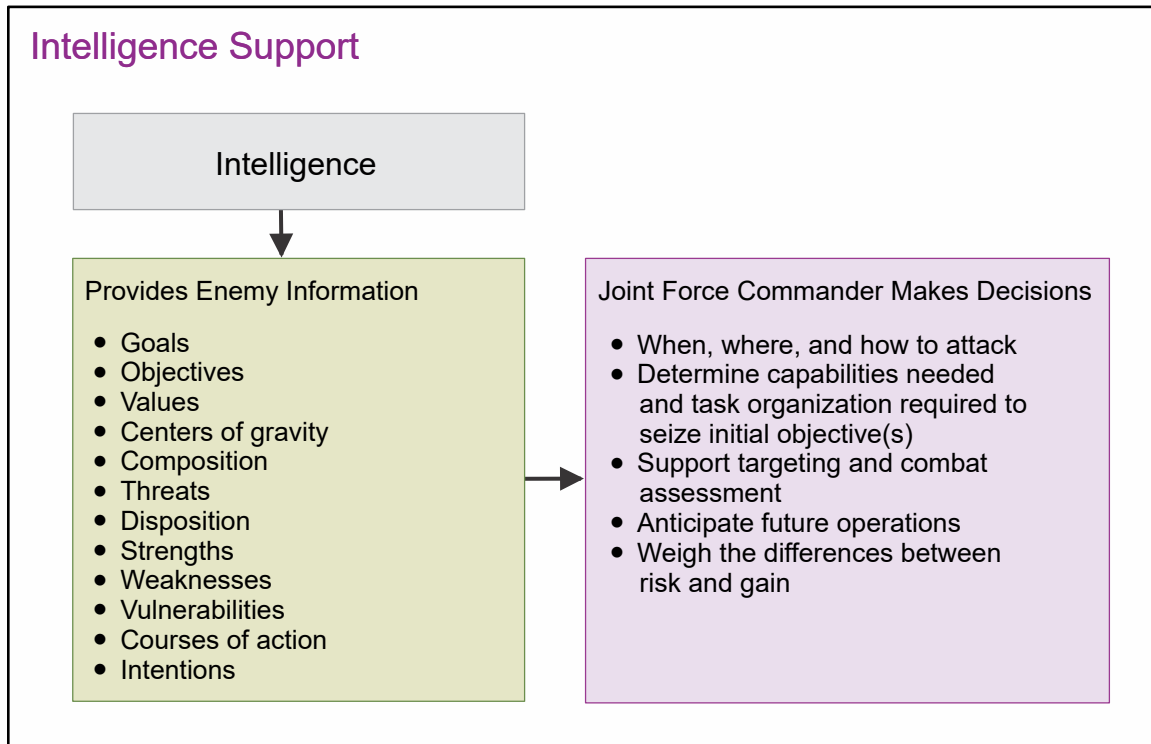 Intelligence Support
Intelligence
Provides Enemy Information
• Goals
• Objectives
• Values
• Centers of gravity
• Composition
• Threats
• Disposition
• Strengths
• Weaknesses
• Vulnerabilities
• Courses of action
• Intentions
Joint Force Commander Makes Decisions
• When, where, and how to attack
• Determine capabilities needed
and task organization required to
seize initial objective(s)
• Support targeting and combat
assessment
• Anticipate future operations
• Weigh the differences between
risk and gain